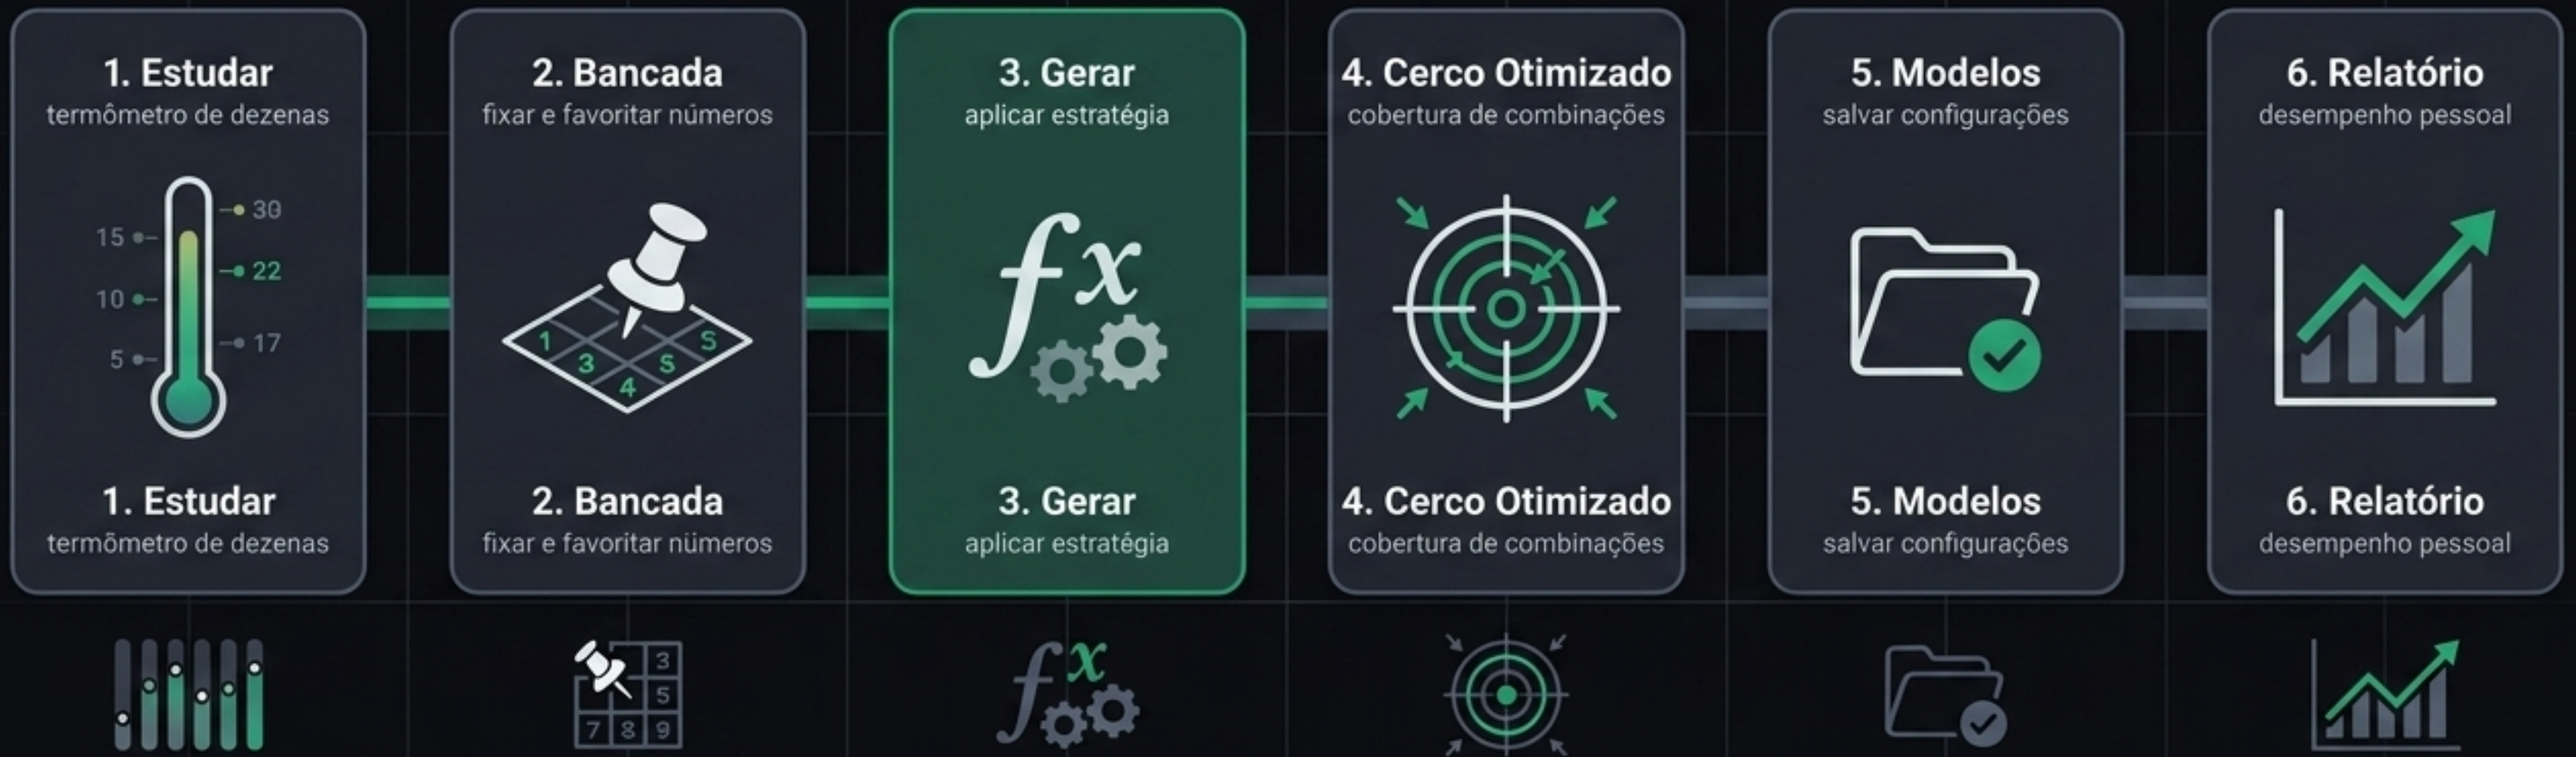 1. Estudar
termômetro de dezenas
30
15
22
10
17
5
1. Estudar
termômetro de dezenas
2. Bancada
fixar e favoritar números
1
3
4
S
S
2. Bancada
fixar e favoritar nümeros
3. Gerar
aplicar estratégia
fx
3. Gerar
aplicar estratégia
4. Cerco Otimizado
cobertura de combinações
4. Cerco Otimizado
cobertura de combinações
5. Modelos
salvar configurações
5. Modelos
salvar configurações
6. Relatório
desempenho pessoal
6. Relatório
desempenho pessoal
3
5
7 8 9
fx